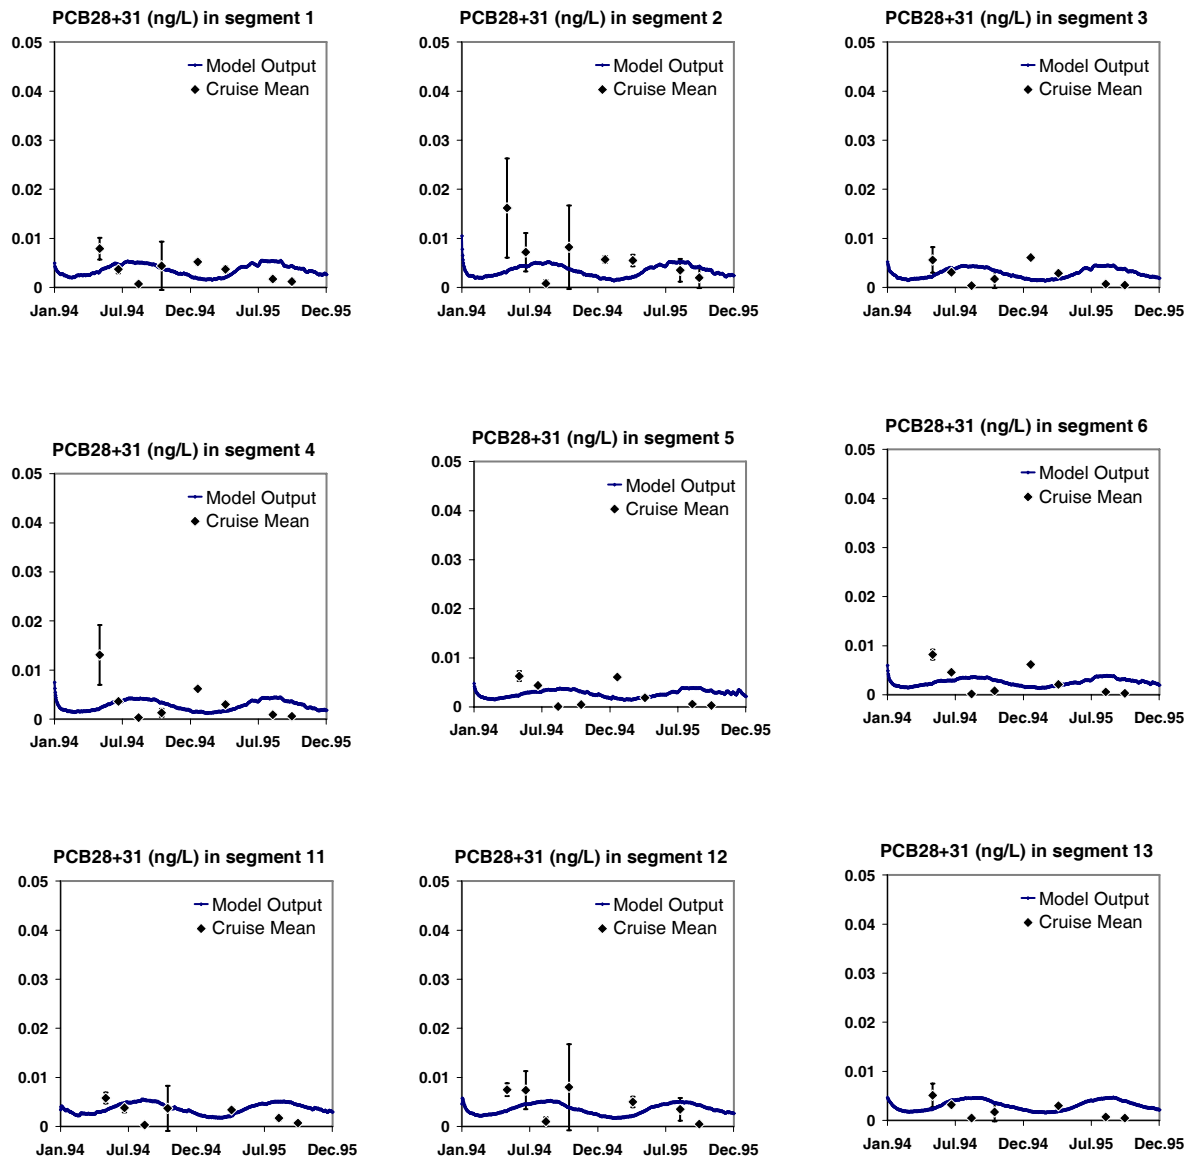 PCB28+31 (ng/L) in segment 1
0.05
0.04
0.03
0.02
0.01
0
Model Output
Cruise Mean
Jan.94 Jul.94 Dec.94 Jul.95 Dec.95
PCB28+31 (ng/L) in segment 2
0.05
0.04
0.03
0.02
0.01
0
Model Output
Cruise Mean
Jan.94 Jul.94 Dec.94 Jul.95 Dec.95
PCB28+31 (ng/L) in segment 3
0.05
0.04
0.03
0.02
0.01
0
Model Output
Cruise Mean
Jan.94 Jul.94 Dec.94 Jul.95 Dec.95
PCB28+31 (ng/L) in segment 4
0.05
0.04
0.03
0.02
0.01
0
Model Output
Cruise Mean
Jan.94 Jul.94 Dec.94 Jul.95 Dec.95
PCB28+31 (ng/L) in segment 5
0.05
0.04
0.03
0.02
0.01
0
Model Output
Cruise Mean
Jan.94 Jul.94 Dec.94 Jul.95 Dec.95
PCB28+31 (ng/L) in segment 6
0.05
0.04
0.03
0.02
0.01
0
Model Output
Cruise Mean
Jan.94 Jul.94 Dec.94 Jul.95 Dec.95
PCB28+31 (ng/L) in segment 11
0.05
0.04
0.03
0.02
0.01
0
Model Output
Cruise Mean
Jan.94 Jul.94 Dec.94 Jul.95 Dec.95
PCB28+31 (ng/L) in segment 12
0.05
0.04
0.03
0.02
0.01
0
Model Output
Cruise Mean
Jan.94 Jul.94 Dec.94 Jul.95 Dec.95
PCB28+31 (ng/L) in segment 13
0.05
0.04
0.03
0.02
0.01
0
Model Output
Cruise Mean
Jan.94 Jul.94 Dec.94 Jul.95 Dec.95